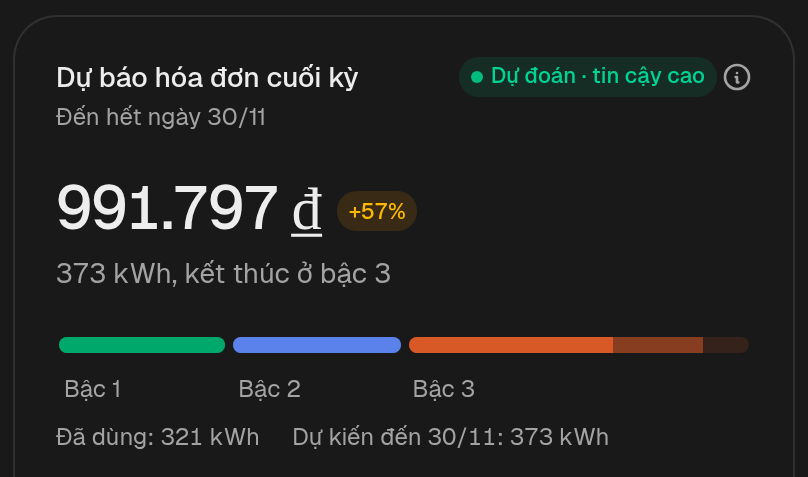 Dự báo hóa đơn cuối kỳ
Dự đoán · tin cậy cao
Đến hết ngày 30/11
991.797 ₫ +57%
373 kWh, kết thúc ở bậc 3
Bậc 1 Bậc 2 Bậc 3
Đã dùng: 321 kWh Dự kiến đến 30/11: 373 kWh